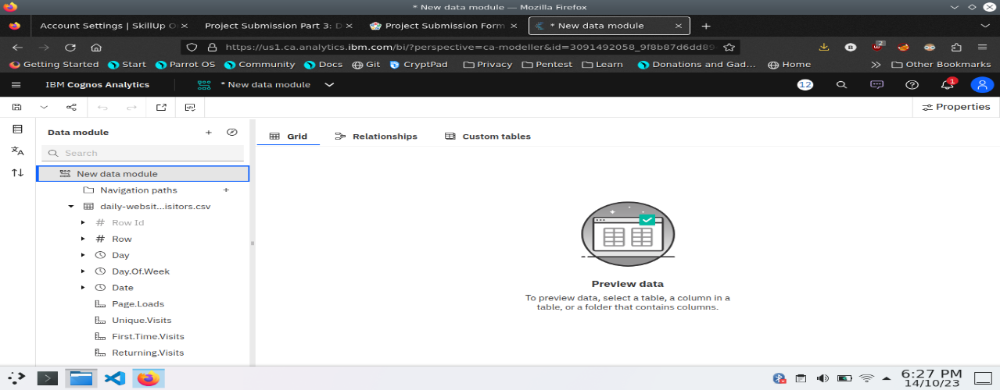 * New data module — Mozilla Firefox
Account Settings | SkillUp O
Project Submission Part 3: D
Project Submission Form
* New data module
https://us1.ca.analytics.ibm.com/bi/?perspective=ca-modeller&id=3091492058_9f8b87d6dd89
2
Getting Started
Start
Parrot OS
Community
Docs
Git
CryptPad
Privacy
Pentest
Learn
Donations and Gad...
Home
Other Bookmarks
IBM Cognos Analytics
* New data module
12
1
Properties
Data module
Grid
Relationships
Custom tables
Search
New data module
Navigation paths
daily-websit...isitors.csv
Row Id
Row
Day
Day.Of.Week
Date
Page.Loads
Unique.Visits
First.Time.Visits
Returning.Visits
Preview data
To preview data, select a table, a column in a
table, or a folder that contains columns.
6:27 PM
14/10/23